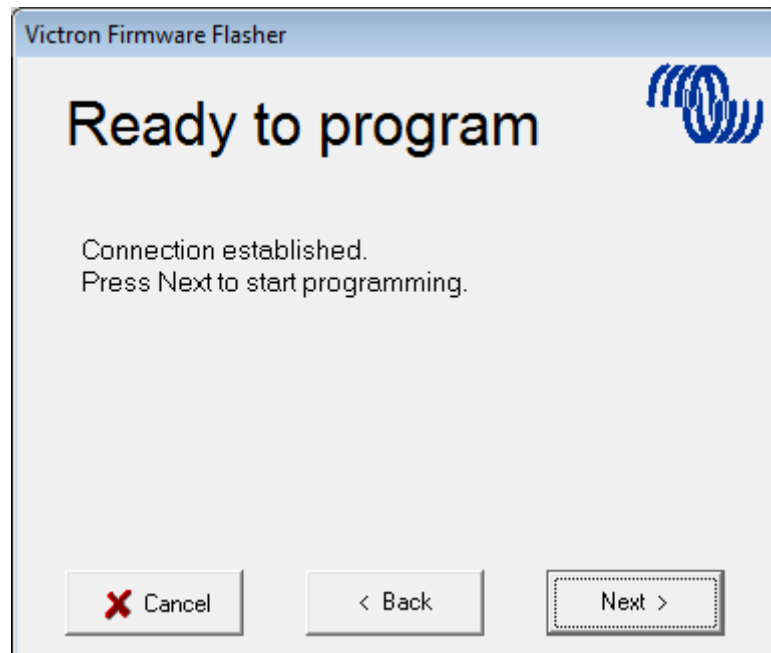 Victron Firmware Flasher
Ready to program
Connection established.
Press Next to start programming.
Cancel
< Back
Next >